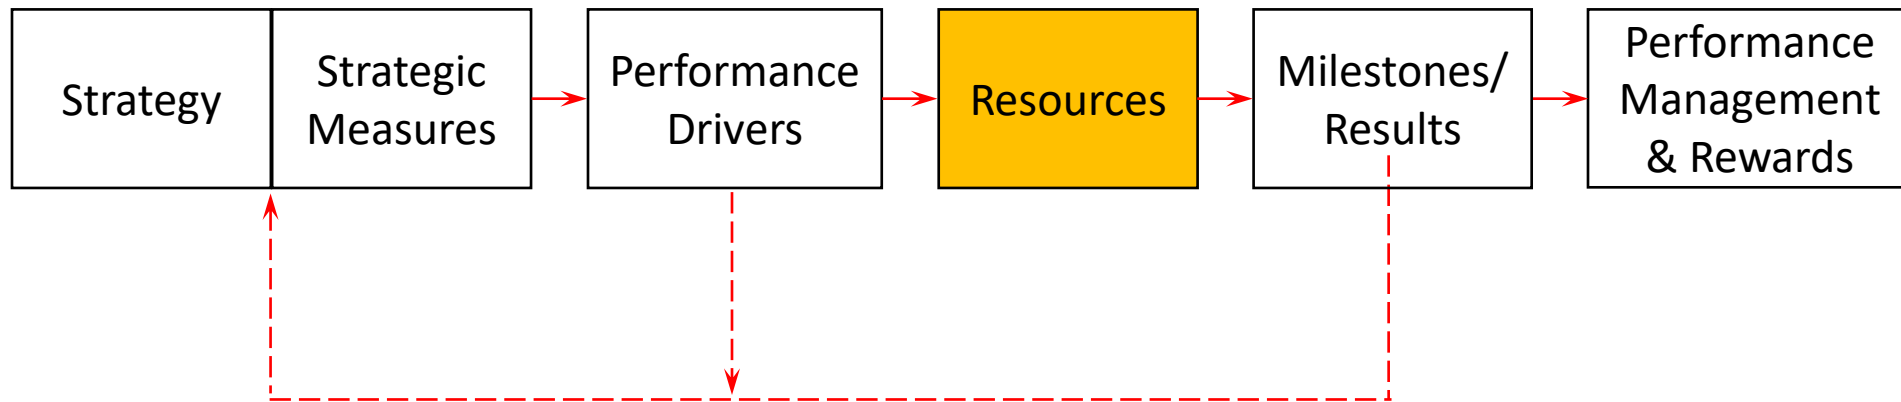 Strategy
Strategic
Measures
Performance
Drivers
Resources
Milestones/
Results
Performance
Management
& Rewards